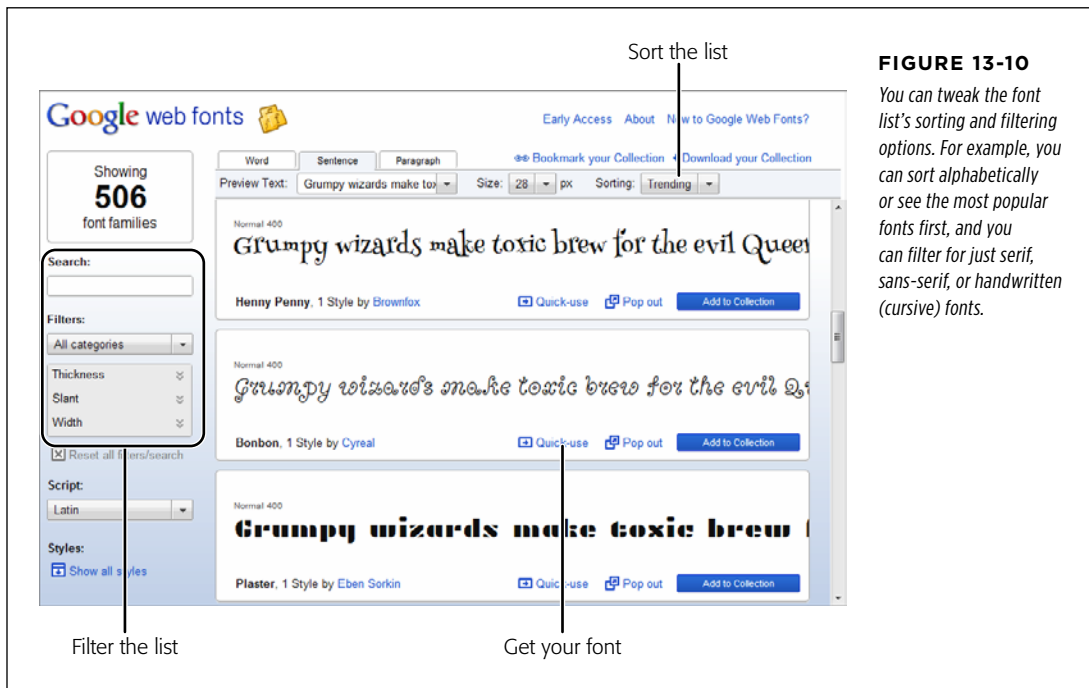 Sort the list
FIGURE 13-10
You can tweak the font
list's sorting and filtering
options. For example, you
can sort alphabetically
or see the most popular
fonts first, and you
can filter for just serif,
sans-serif, or handwritten
(cursive) fonts.
Google web fonts
Early Access About New to Google Web Fonts?
Showing
506
font families
Word Sentence Paragraph Bookmark your Collection Download your Collection
Preview Text: Grumpy wizards make tox Size: 28 px Sorting: Trending
Normal 400
Grumpy wizards make toxic brew for the evil Queen
Henny Penny, 1 Style by Brownfox Quick-use Pop out Add to Collection
Search:
Filters:
All categories
Thickness
Slant
Width
Reset all filters/search
Script:
Latin
Styles:
Show all styles
Normal 400
Grumpy wizards make toxic brew for the evil Qu
Bonbon, 1 Style by Cyreal Quick-use Pop out Add to Collection
Normal 400
Grumpy wizards make toxic brew
Plaster, 1 Style by Eben Sorkin Quick-use Pop out Add to Collection
Filter the list
Get your font